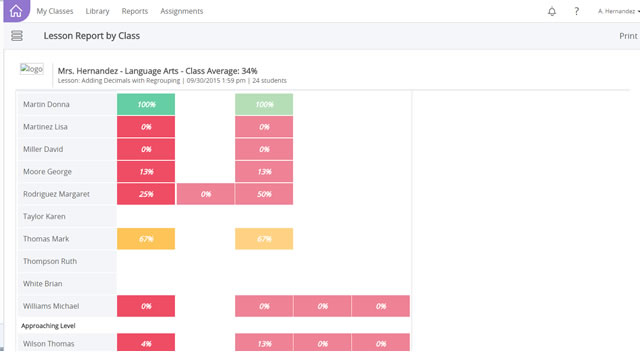 My Classes Library Reports Assignments ? A. Hernandez
Lesson Report by Class Print
logo
Mrs. Hernandez - Language Arts - Class Average: 34%
Lesson: Adding Decimals with Regrouping | 09/30/2015 1:59 pm | 24 students
Martin Donna 100% 100%
Martinez Lisa 0% 0%
Miller David 0% 0%
Moore George 13% 13%
Rodriguez Margaret 25% 0% 50%
Taylor Karen
Thomas Mark 67% 67%
Thompson Ruth
White Brian
Williams Michael 0% 0% 0% 0%
Approaching Level
Wilson Thomas 4% 13% 0% 0%